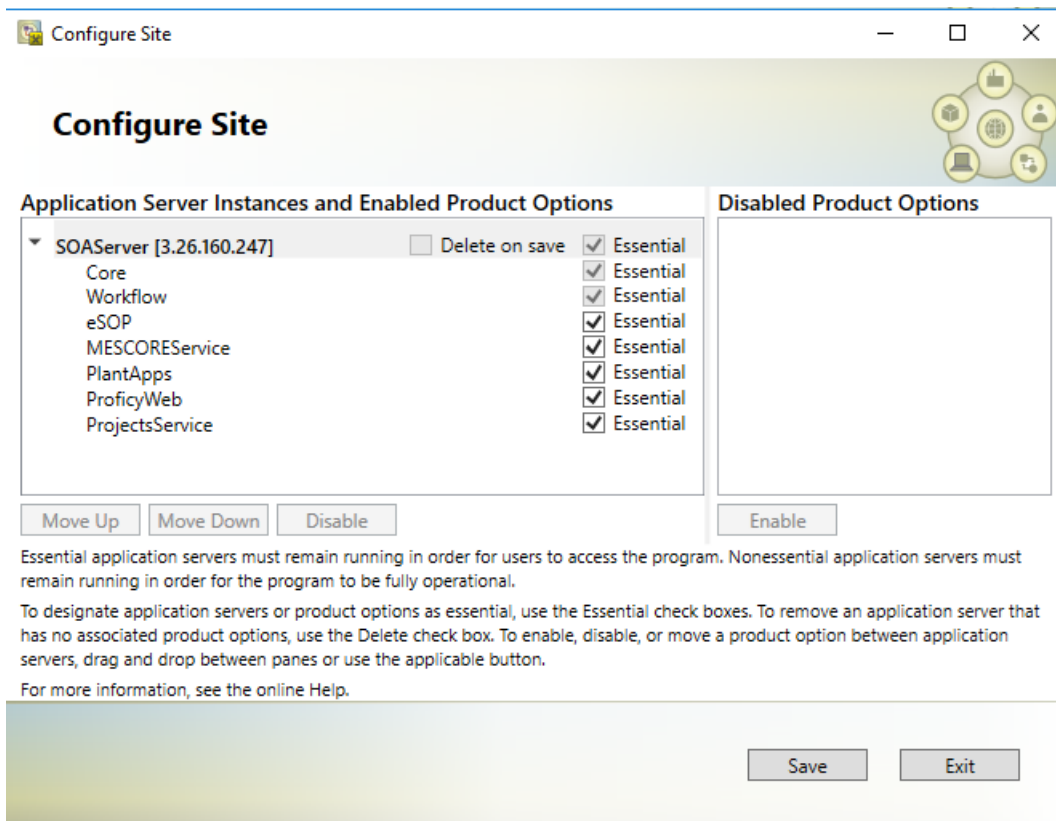 Configure Site
Configure Site
Application Server Instances and Enabled Product Options
SOAServer [3.26.160.247] Delete on save Essential
Core Essential
Workflow Essential
eSOP Essential
MESCOREService Essential
PlantApps Essential
ProficyWeb Essential
ProjectsService Essential
Move Up Move Down Disable
Disabled Product Options
Enable
Essential application servers must remain running in order for users to access the program. Nonessential application servers must
remain running in order for the program to be fully operational.
To designate application servers or product options as essential, use the Essential check boxes. To remove an application server that
has no associated product options, use the Delete check box. To enable, disable, or move a product option between application
servers, drag and drop between panes or use the applicable button.
For more information, see the online Help.
Save Exit